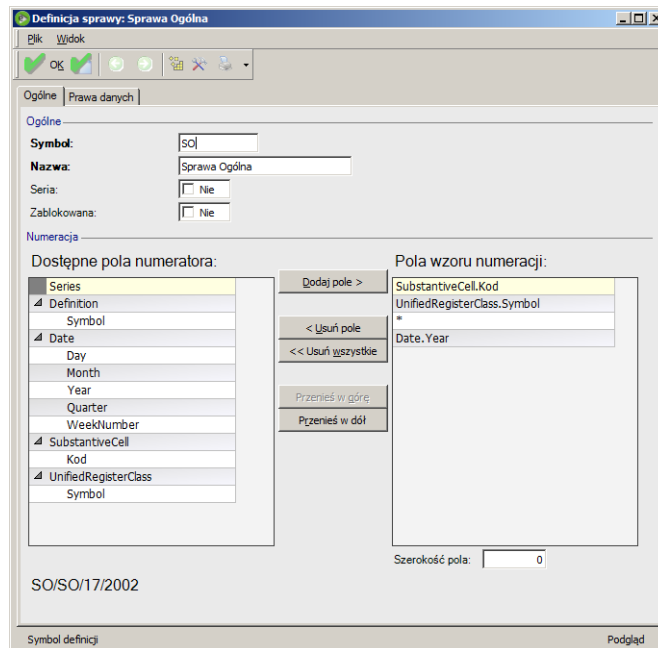 Definicja sprawy: Sprawa Ogólna
Plik Widok
OK
Ogólne Prawa danych
Ogólne
Symbol: SO
Nazwa: Sprawa Ogólna
Seria: Nie
Zablokowana: Nie
Numeracja
Dostępne pola numeratora: Pola wzoru numeracji:
Series Dodaj pole > SubstantiveCell.Kod
Definition UnifiedRegisterClass.Symbol
Symbol < Usuń pole *
Date << Usuń wszystkie Date.Year
Day
Month
Year Przenieś w górę
Quarter Przenieś w dół
WeekNumber
SubstantiveCell
Kod
UnifiedRegisterClass
Symbol
Szerokość pola: 0
SO/SO/17/2002
Symbol definicji Podgląd